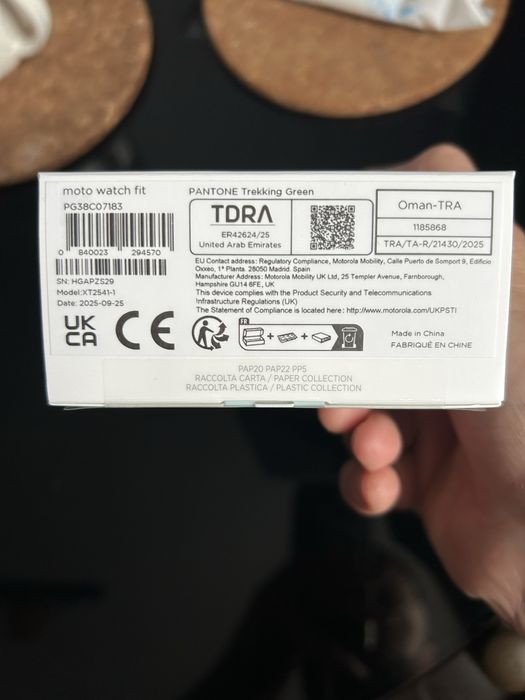 moto watch fit
PG38C07183
0 840023 294570
SN: HGAPZS29
Model:XT2541-1
Date: 2025-09-25
UK
CA
CE
PANTONE Trekking Green
TDRA
ER42624/25
United Arab Emirates
Oman-TRA
1185868
TRA/TA-R/21430/2025
EU Contact address: Regulatory Compliance, Motorola Mobility, Calle Puerto de Somport 9, Edificio
Oxxeo, 1ª Planta. 28050 Madrid. Spain
Manufacturer Address: Motorola Mobility UK Ltd, 25 Templer Avenue, Farnborough,
Hampshire GU14 6FE, UK
This device complies with the Product Security and Telecommunications
Infrastructure Regulations (UK)
The Statement of Compliance is located here: http://www.motorola.com/UKPSTI
FR
+ +
Made in China
FABRIQUÉ EN CHINE
PAP20 PAP22 PP5
RACCOLTA CARTA / PAPER COLLECTION
RACCOLTA PLASTICA / PLASTIC COLLECTION